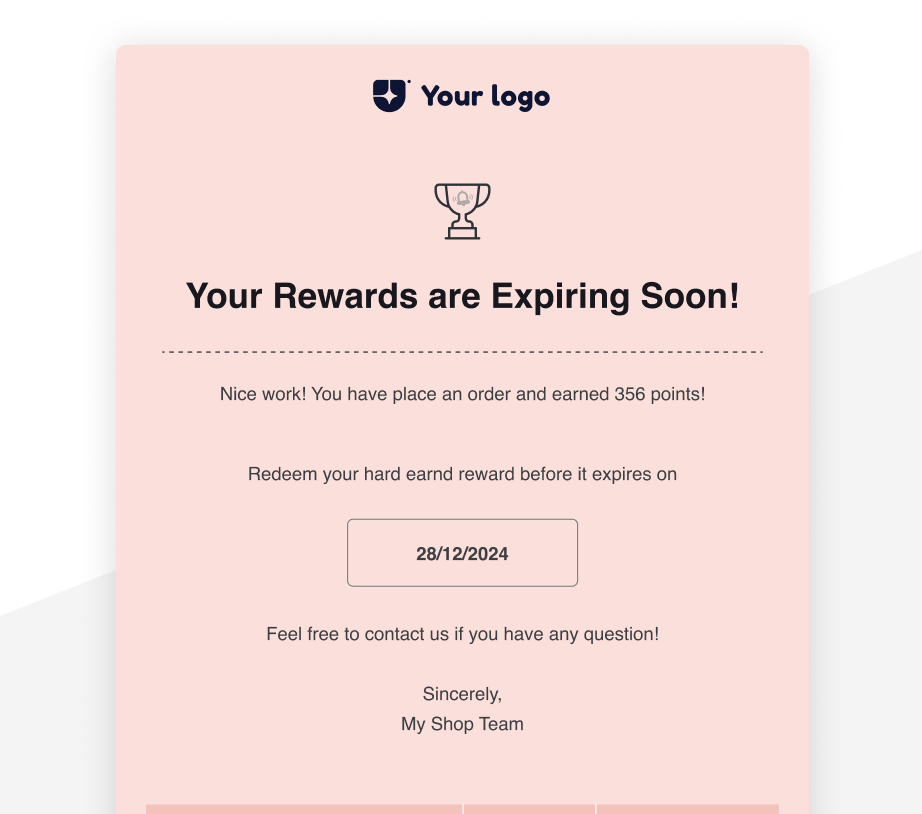 Your logo
Your Rewards are Expiring Soon!
Nice work! You have place an order and earned 356 points!
Redeem your hard earnd reward before it expires on
28/12/2024
Feel free to contact us if you have any question!
Sincerely,
My Shop Team